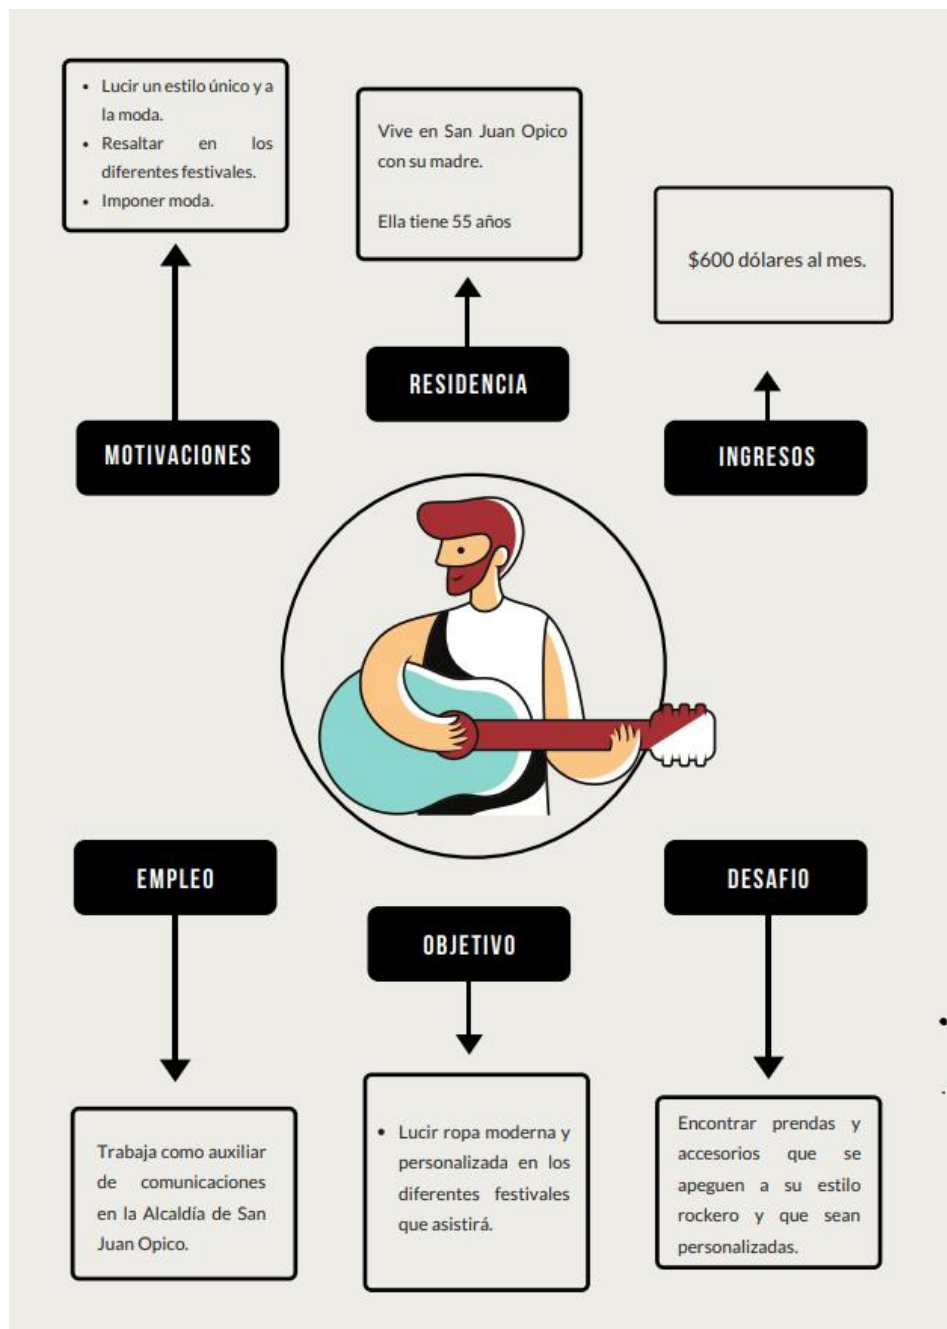 • Lucir un estilo único y a
la moda.
• Resaltar en los
diferentes festivales.
• Imponer moda.
MOTIVACIONES
Vive en San Juan Opico
con su madre.
Ella tiene 55 años
RESIDENCIA
$600 dólares al mes.
INGRESOS
EMPLEO
Trabaja como auxiliar
de comunicaciones
en la Alcaldía de San
Juan Opico.
OBJETIVO
• Lucir ropa moderna y
personalizada en los
diferentes festivales
que asistirá.
DESAFIO
Encontrar prendas y
accesorios que se
apeguen a su estilo
rockero y que sean
personalizadas.